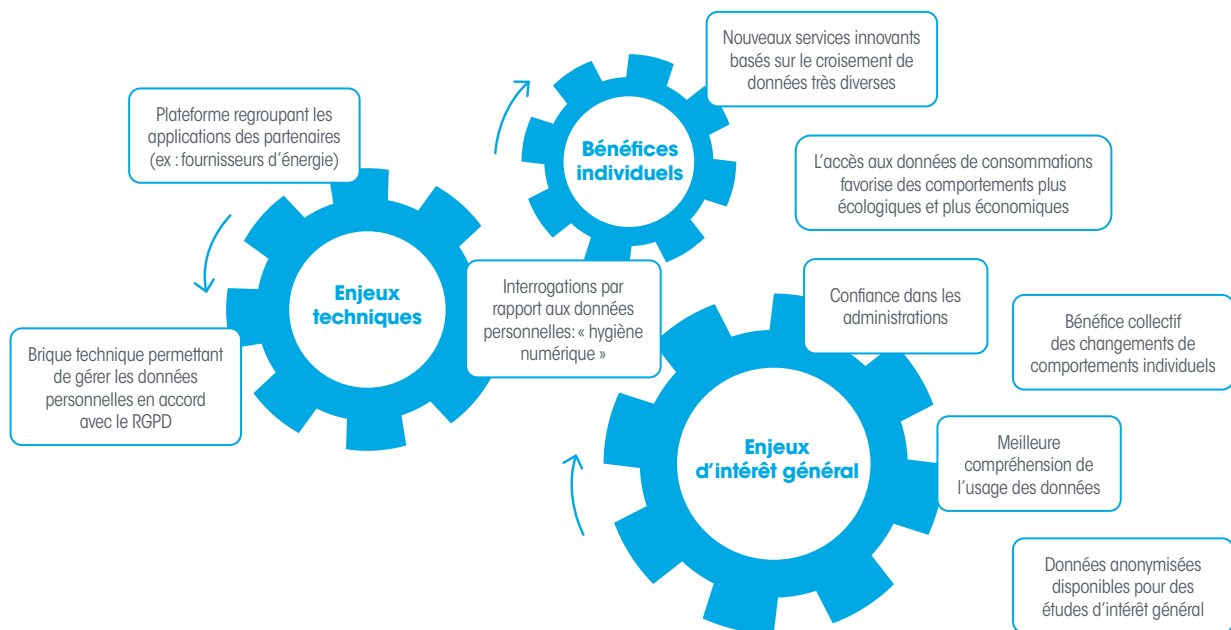 Nouveaux services innovants
basés sur le croisement de
données très diverses
Plateforme regroupant les
applications des partenaires
(ex : fournisseurs d’énergie)
Bénéfices
individuels
L’accès aux données de consommations
favorise des comportements plus
écologiques et plus économiques
Enjeux
techniques
Interrogations par
rapport aux données
personnelles: « hygiène
numérique »
Confiance dans les
administrations
Bénéfice collectif
des changements de
comportements individuels
Brique technique permettant
de gérer les données
personnelles en accord
avec le RGPD
Enjeux
d’intérêt général
Meilleure
compréhension de
l’usage des données
Données anonymisées
disponibles pour des
études d’intérêt général